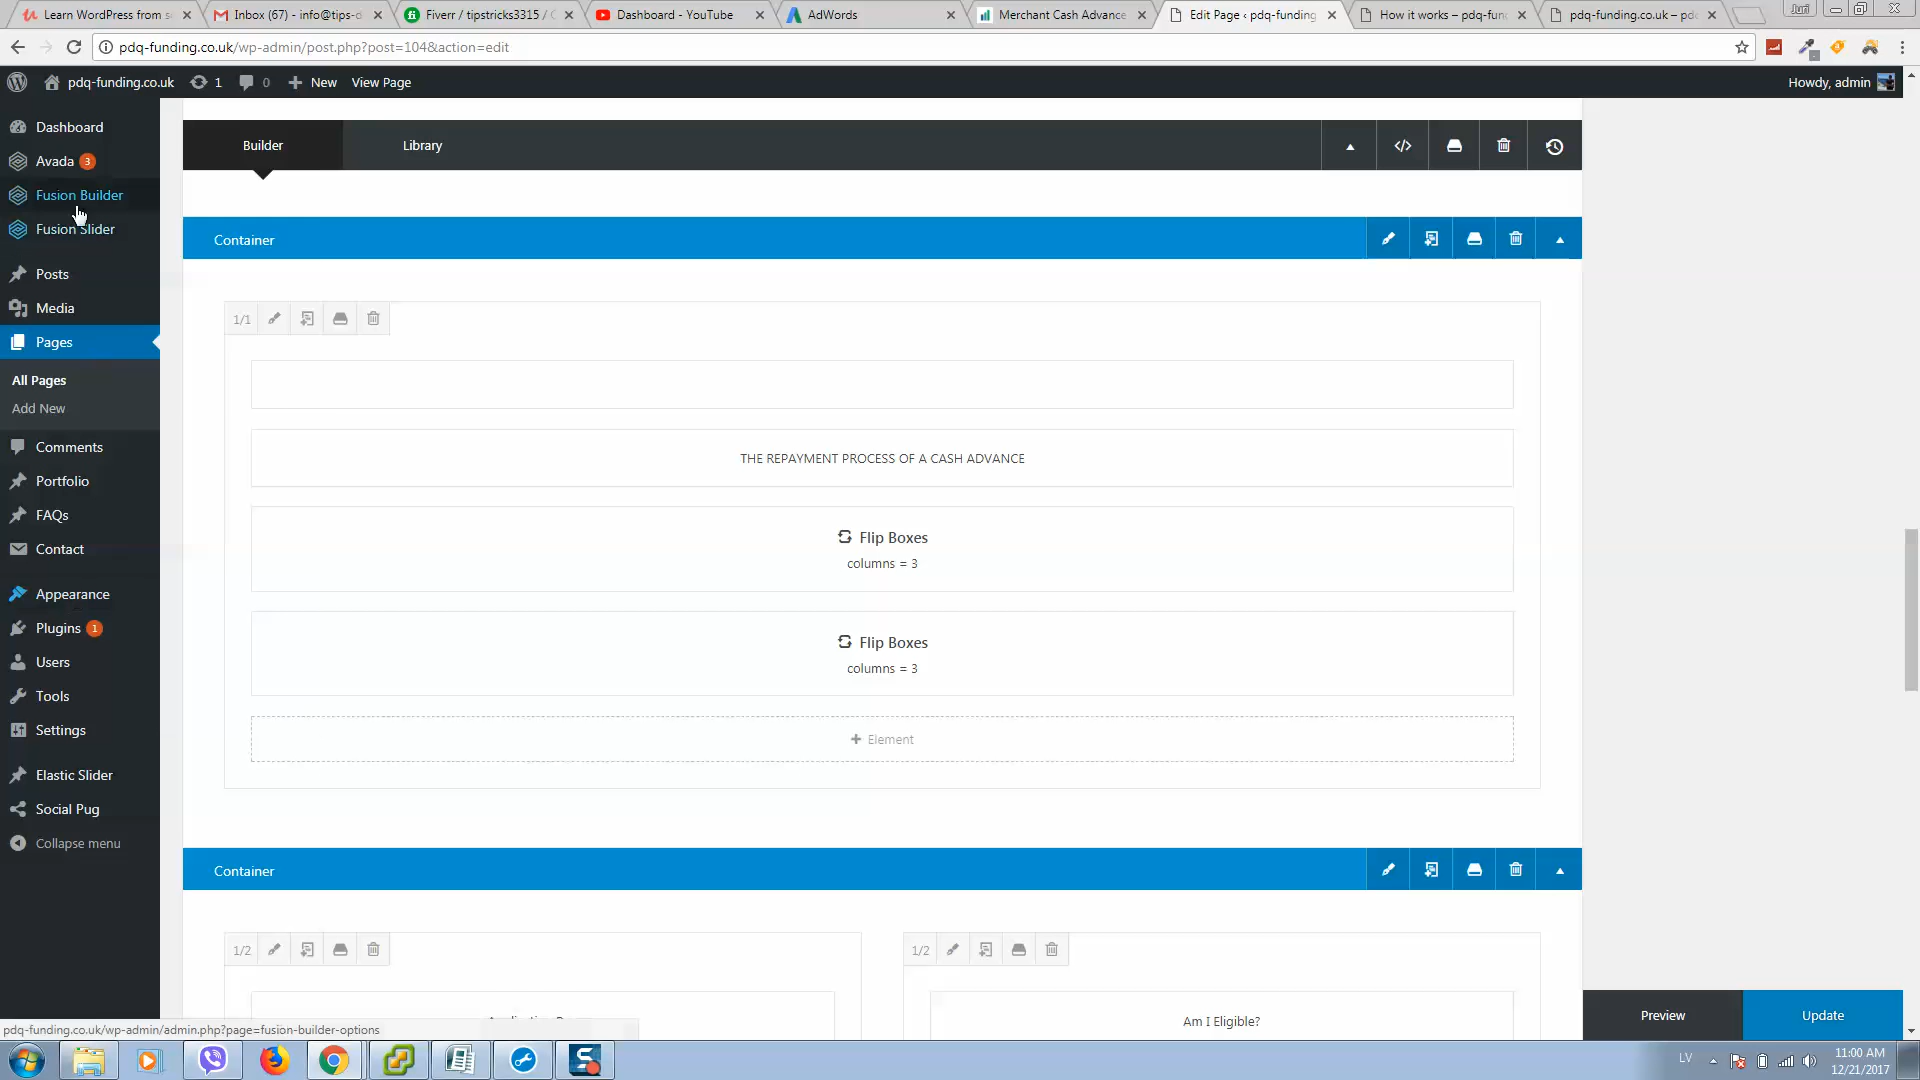 Learn WordPress from s
Inbox (67) - info@tips-d
Fiverr / tipstricks3315 / C
Dashboard - YouTube
AdWords
Merchant Cash Advance
Edit Page ‹ pdq-funding
How it works – pdq-fun
pdq-funding.co.uk – pd
Juri
pdq-funding.co.uk/wp-admin/post.php?post=104&action=edit
pdq-funding.co.uk
1
0
New
View Page
Howdy, admin
Dashboard
Avada 3
Fusion Builder
Fusion Slider
Posts
Media
Pages
All Pages
Add New
Comments
Portfolio
FAQs
Contact
Appearance
Plugins 1
Users
Tools
Settings
Elastic Slider
Social Pug
Collapse menu
Builder
Library
</>
Container
1/1
THE REPAYMENT PROCESS OF A CASH ADVANCE
Flip Boxes
columns = 3
Flip Boxes
columns = 3
+ Element
Container
1/2
1/2
Am I Eligible?
Preview
Update
pdq-funding.co.uk/wp-admin/admin.php?page=fusion-builder-options
LV
11:00 AM
12/21/2017